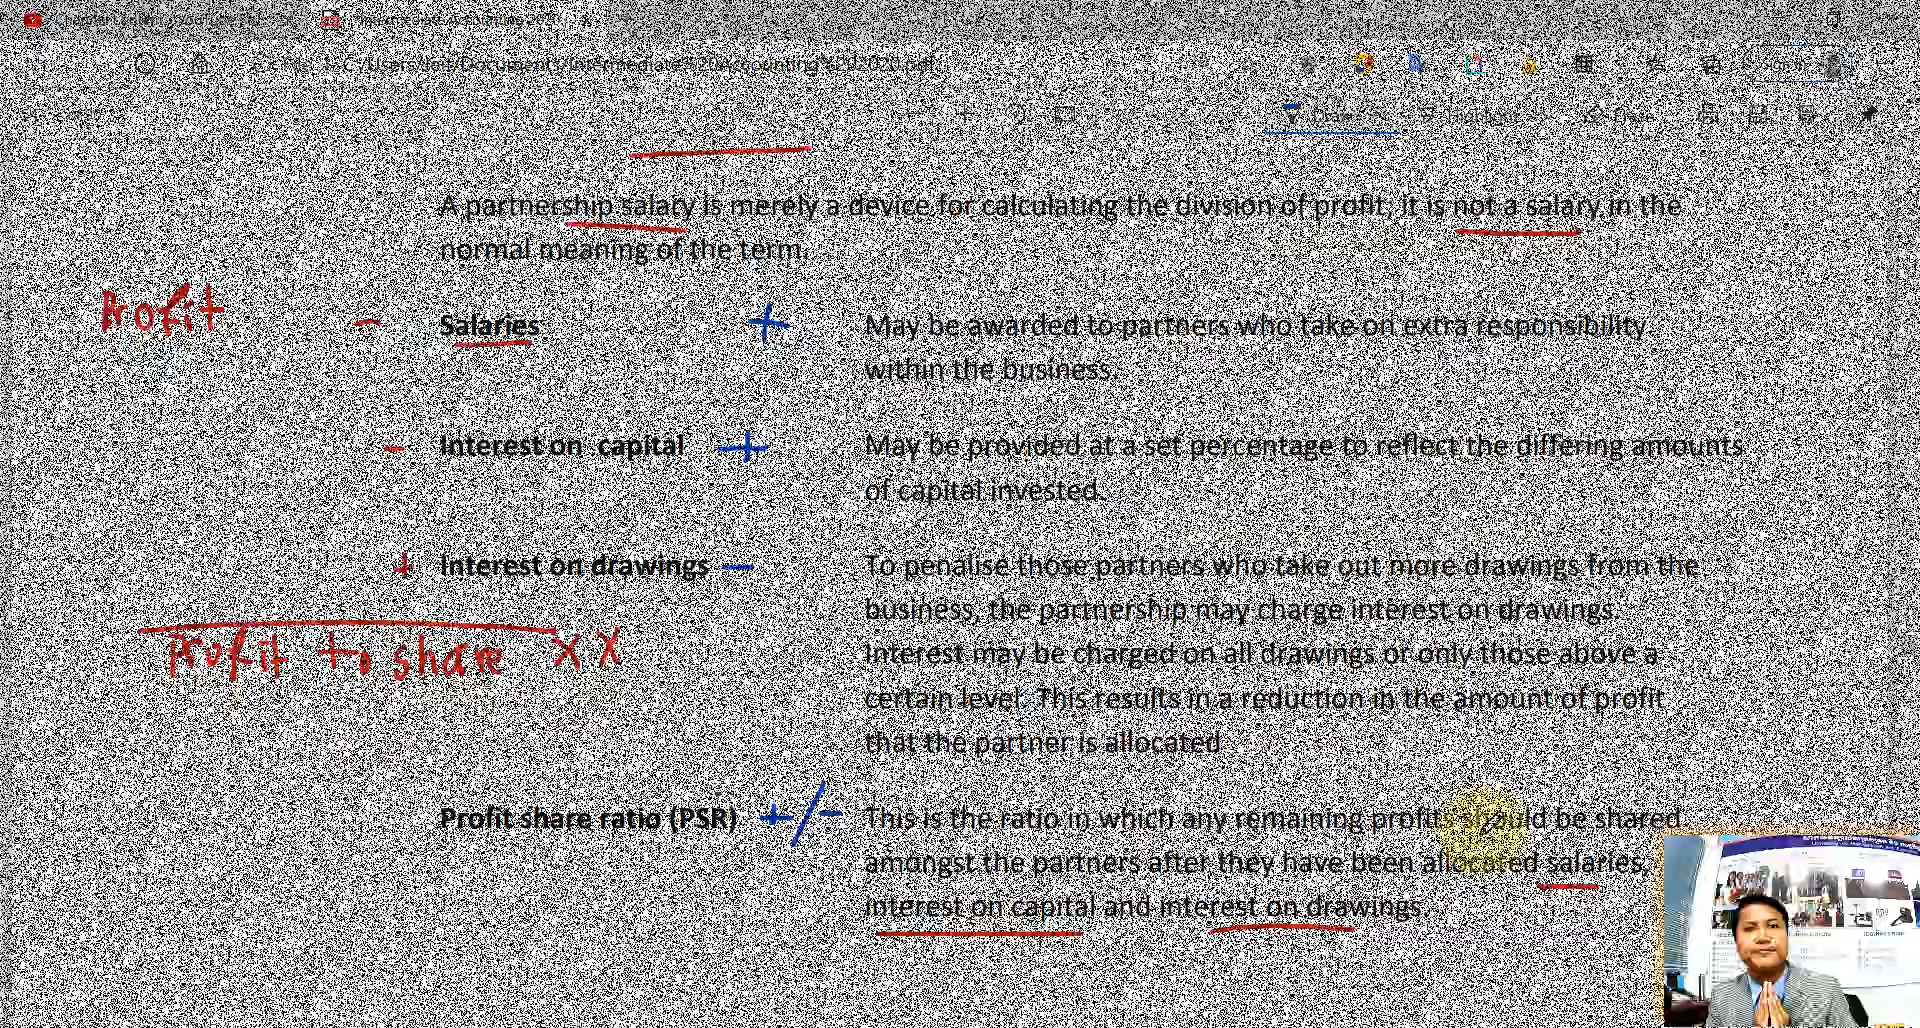 C:/Users/
Draw
A partnership salary is merely a device for calculating the division of profit, it is not a salary in the
normal meaning of the term.
Profit
- Salaries + May be awarded to partners who take on extra responsibility
within the business.
- Interest on capital + May be provided at a set percentage to reflect the differing amounts
of capital invested.
+ Interest on drawings - To penalise those partners who take out more drawings from the
business, the partnership may charge interest on drawings.
Interest may be charged on all drawings or only those above a
certain level. This results in a reduction in the amount of profit
that the partner is allocated
Profit to share XX
Profit share ratio (PSR) +/- This is the ratio in which any remaining profits should be shared
amongst the partners after they have been allocated salaries,
interest on capital and interest on drawings.